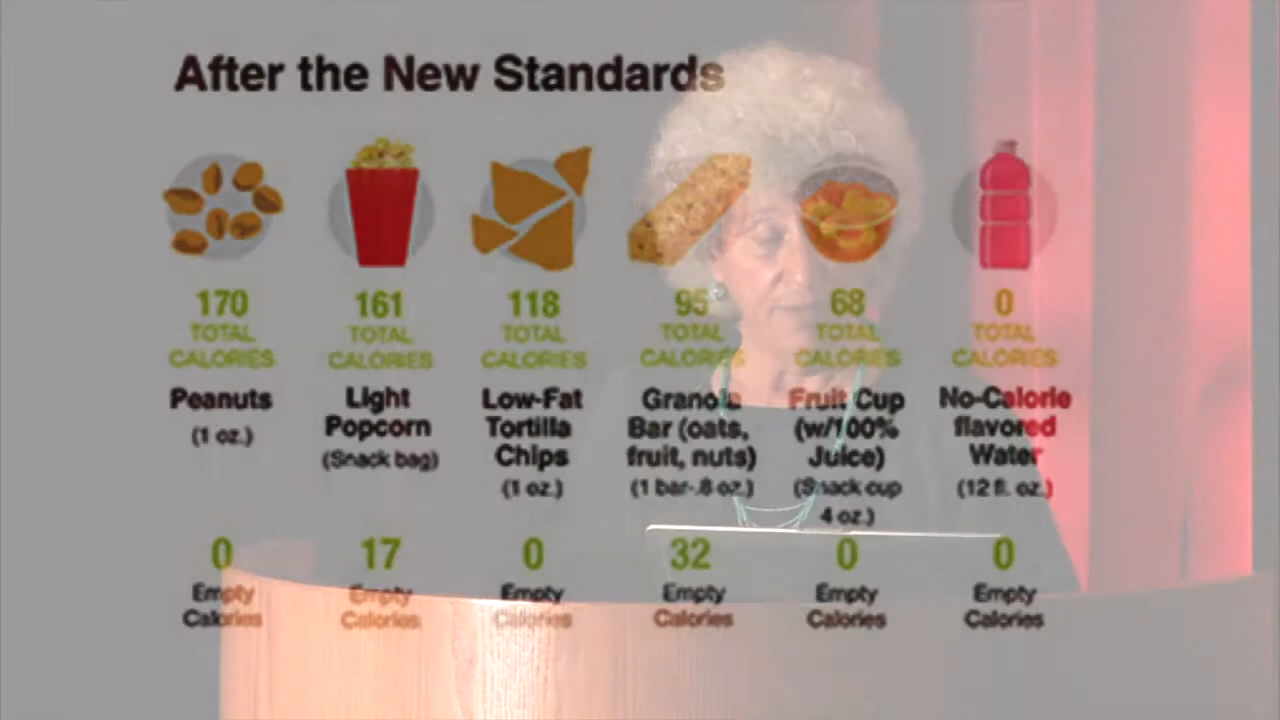 After the New Standards
170
TOTAL
CALORIES
Peanuts
(1 oz.)
0
Empty
Calories
161
TOTAL
CALORIES
Light
Popcorn
(Snack bag)
17
Empty
Calories
118
TOTAL
CALORIES
Low-Fat
Tortilla
Chips
(1 oz.)
0
Empty
Calories
95
TOTAL
CALORIES
Granola
Bar (oats,
fruit, nuts)
(1 bar-.8 oz.)
32
Empty
Calories
68
TOTAL
CALORIES
Fruit Cup
(w/100%
Juice)
(Snack cup
4 oz.)
0
Empty
Calories
0
TOTAL
CALORIES
No-Calorie
flavored
Water
(12 fl. oz.)
0
Empty
Calories